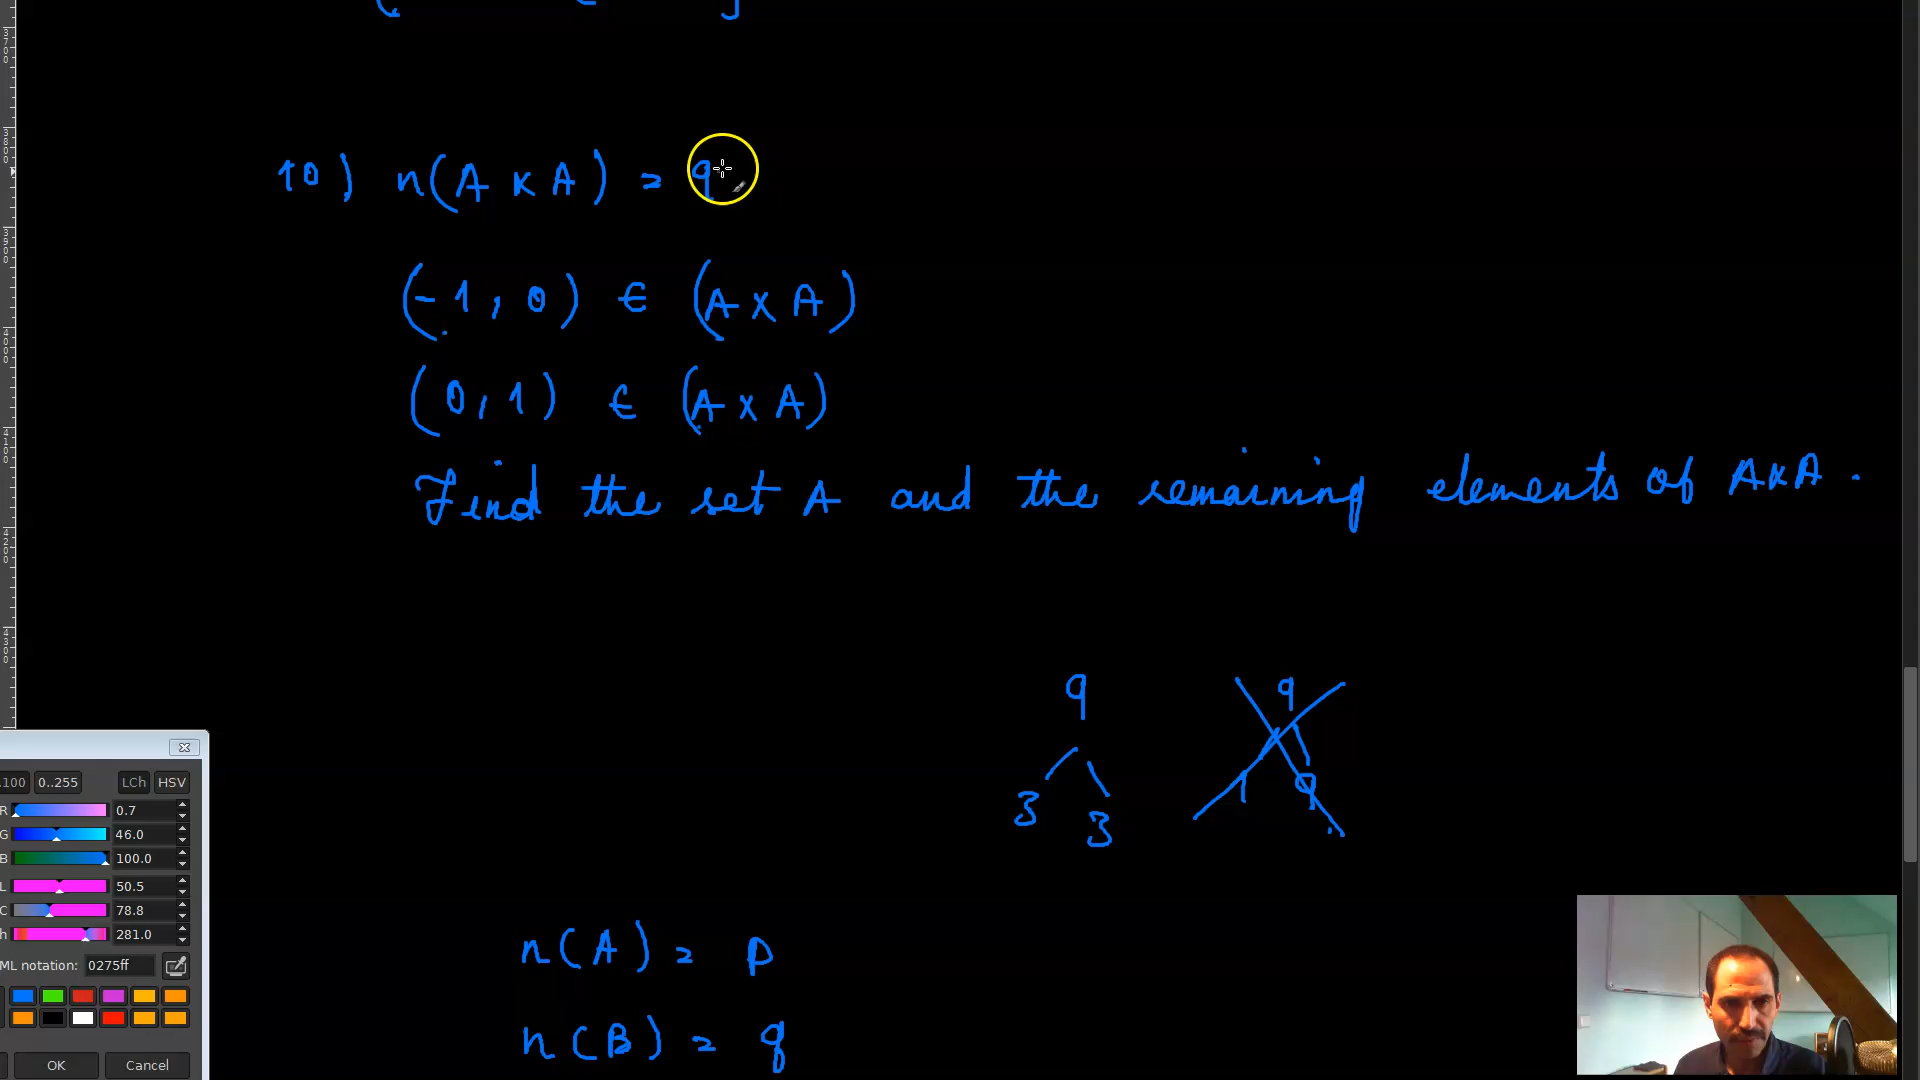 10) n(A × A) = 9
(-1, 0) ∈ (A × A)
(0, 1) ∈ (A × A)
Find the set A and the remaining elements of A×A.
9 9
3 3 1 9
n(A) = p
n(B) = q
100 0..255 LCh HSV
R 0.7
G 46.0
B 100.0
L 50.5
C 78.8
h 281.0
ML notation: 0275ff
OK Cancel